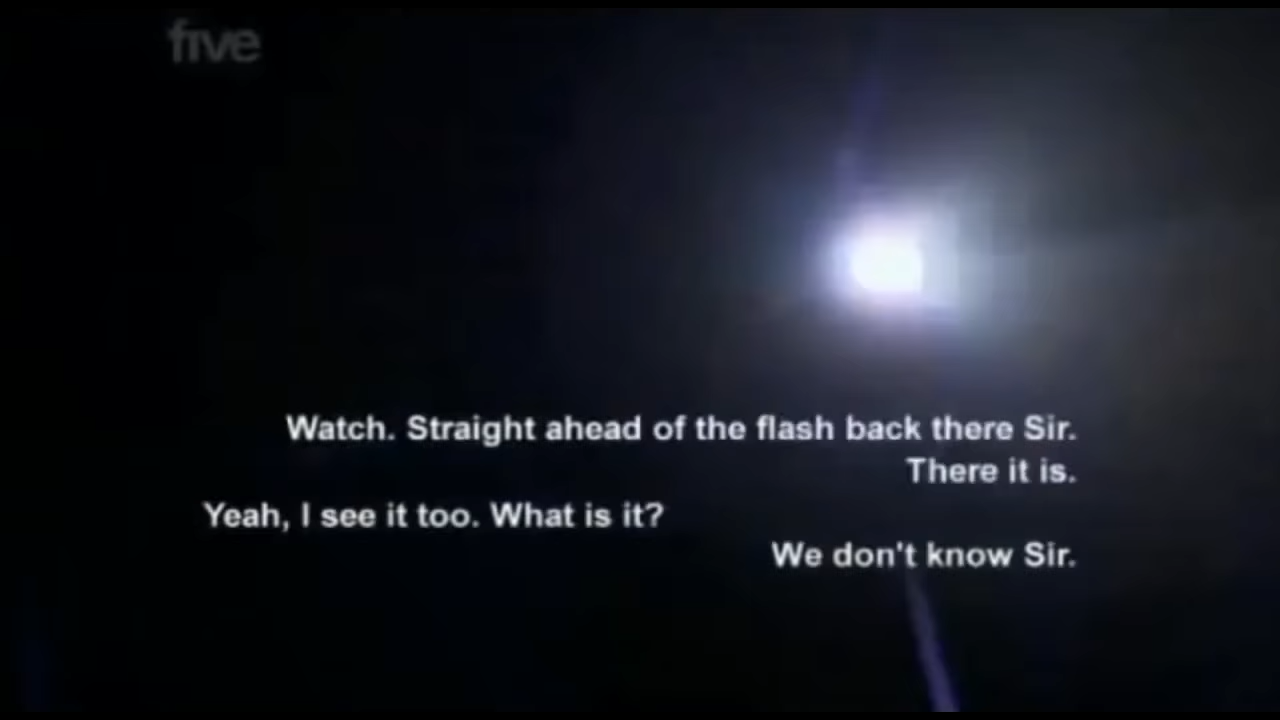 five
Watch. Straight ahead of the flash back there Sir.
There it is.
Yeah, I see it too. What is it?
We don't know Sir.